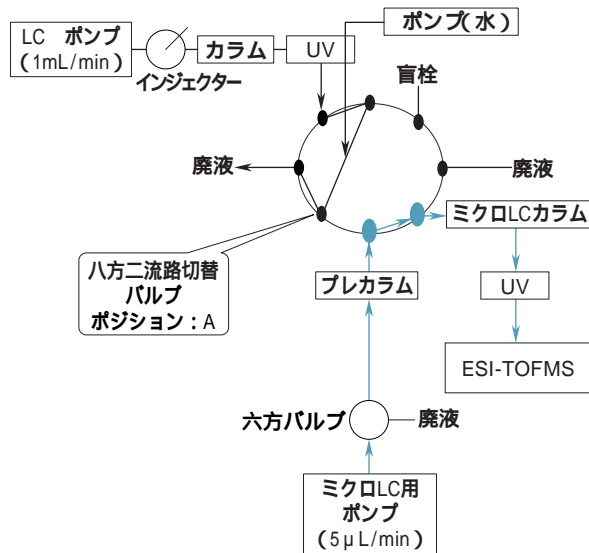 LC ポンプ
(1mL/min)
インジェクター
カラム
UV
ポンプ(水)
盲栓
廃液
廃液
八方二流路切替
バルブ
ポジション：A
ミクロLCカラム
プレカラム
UV
ESI-TOFMS
六方バルブ
廃液
ミクロLC用
ポンプ
(5μL/min)